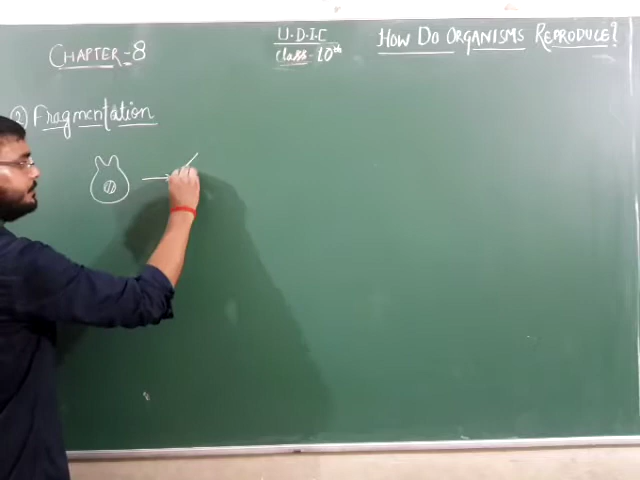 CHAPTER-8
U.D.I.C
Class-10th
HOW DO ORGANISMS REPRODUCE?
② Fragmentation